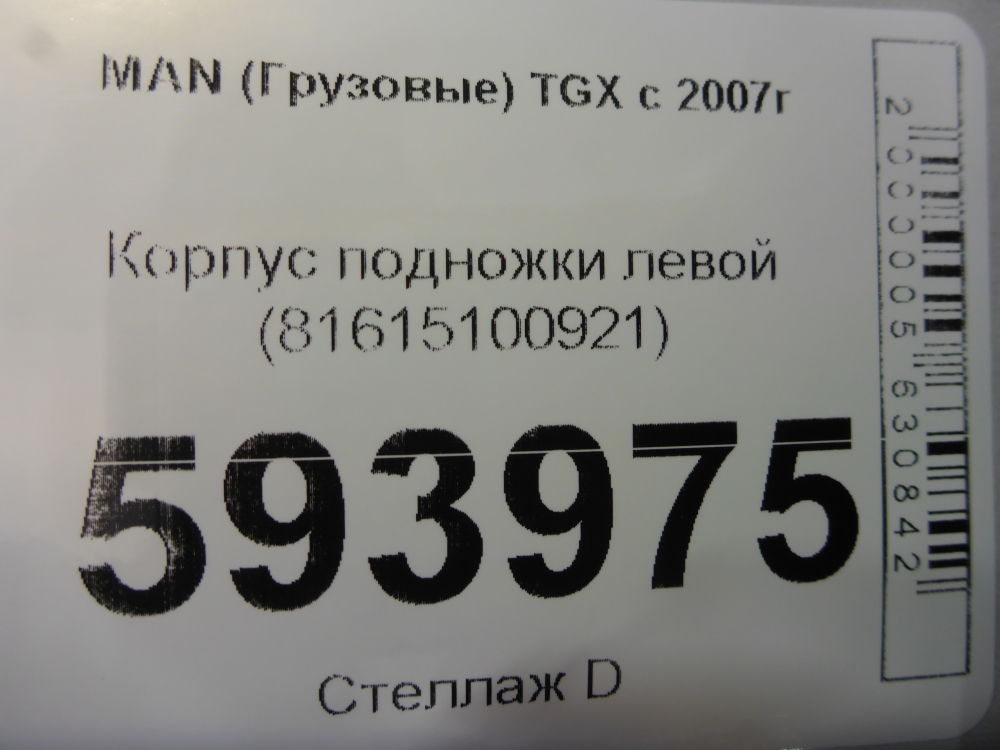 MAN (Грузовые) TGX с 2007г
Корпус подножки левой
(81615100921)
593975
Стеллаж D
2000005630842